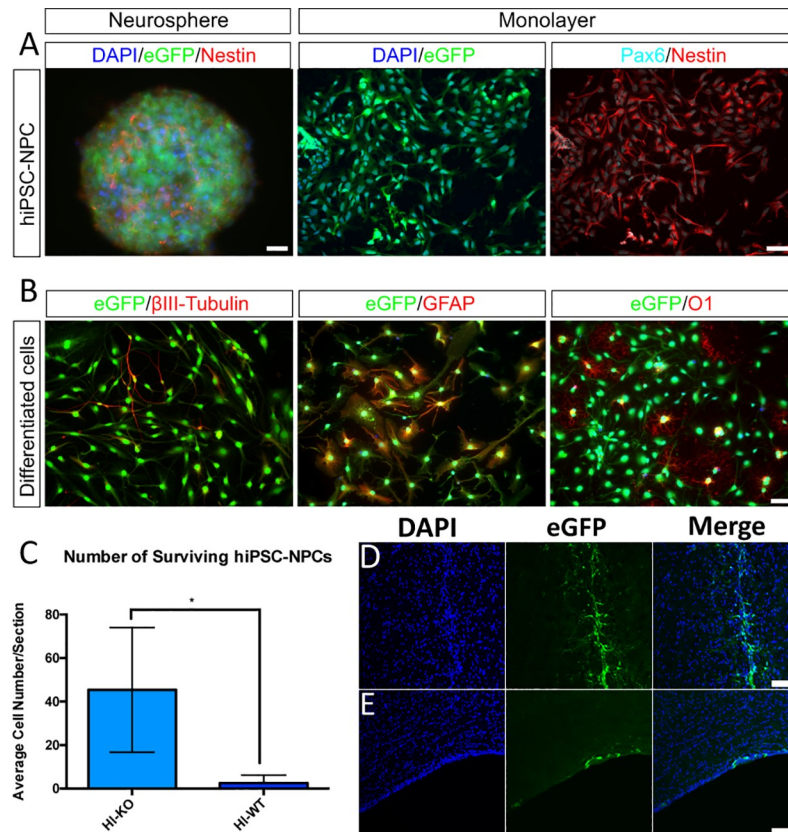 Neurosphere
Monolayer
A
DAPI/eGFP/Nestin
DAPI/eGFP
Pax6/Nestin
hiPSC-NPC
B
eGFP/βIII-Tubulin
eGFP/GFAP
eGFP/O1
Differentiated cells
C
Number of Surviving hiPSC-NPCs
Average Cell Number/Section
80
60
40
20
0
*
HI-KO
HI-WT
DAPI
eGFP
Merge
D
E